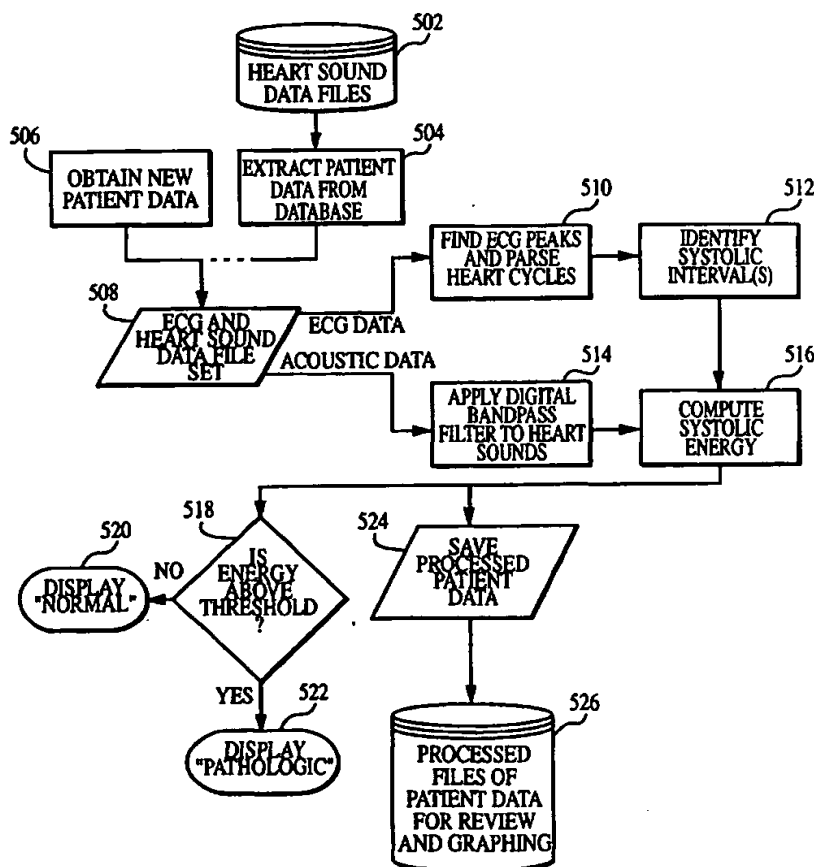 502
HEART SOUND
DATA FILES
506
OBTAIN NEW
PATIENT DATA
504
EXTRACT PATIENT
DATA FROM
DATABASE
510
FIND ECG PEAKS
AND PARSE
HEART CYCLES
512
IDENTIFY
SYSTOLIC
INTERVAL(S)
508
ECG AND
HEART SOUND
DATA FILE
SET
ECG DATA
ACOUSTIC DATA
514
APPLY DIGITAL
BANDPASS
FILTER TO HEART
SOUNDS
516
COMPUTE
SYSTOLIC
ENERGY
518
IS
ENERGY
ABOVE
THRESHOLD
?
NO
520
DISPLAY
"NORMAL"
YES
522
DISPLAY
"PATHOLOGIC"
524
SAVE
PROCESSED
PATIENT
DATA
526
PROCESSED
FILES OF
PATIENT DATA
FOR REVIEW
AND GRAPHING